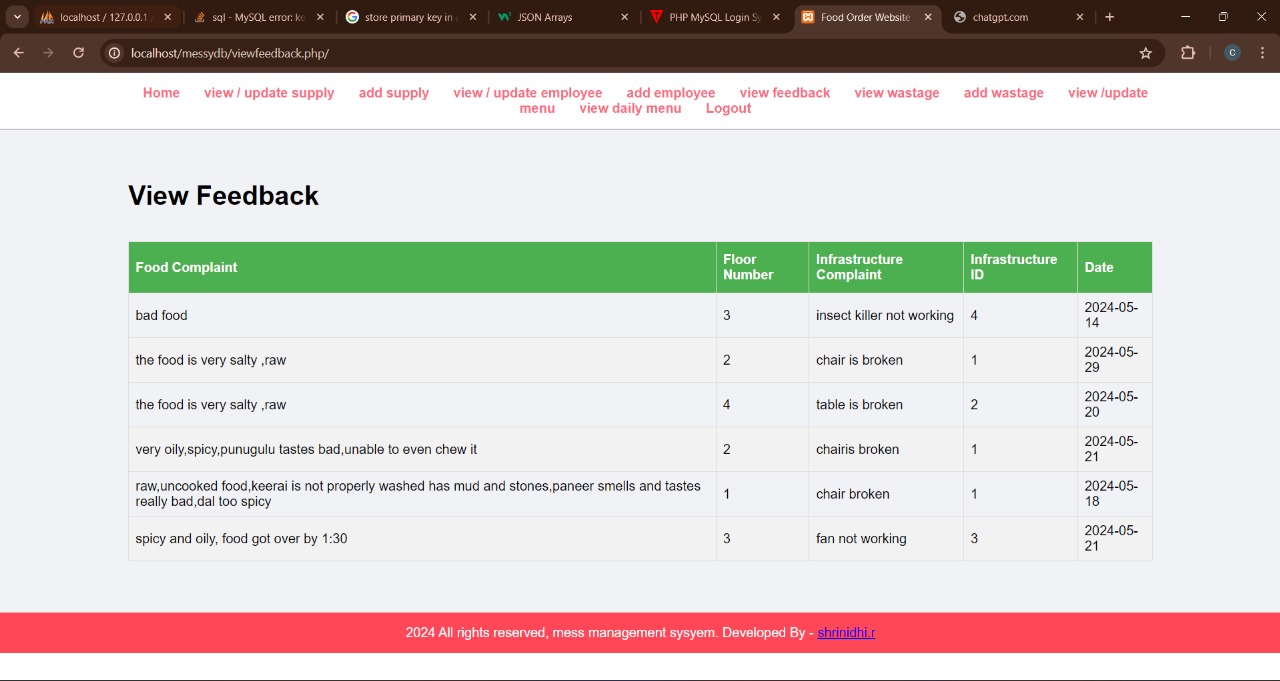 localhost / 127.0.0.1 /
sql - MySQL error: ke
store primary key in
JSON Arrays
PHP MySQL Login Sy
Food Order Website
chatgpt.com
localhost/messydb/viewfeedback.php/
C
Home view / update supply add supply view / update employee add employee view feedback view wastage add wastage view /update
menu view daily menu Logout
View Feedback
Food Complaint Floor Number Infrastructure Complaint Infrastructure ID Date
bad food 3 insect killer not working 4 2024-05-14
the food is very salty ,raw 2 chair is broken 1 2024-05-29
the food is very salty ,raw 4 table is broken 2 2024-05-20
very oily,spicy,punugulu tastes bad,unable to even chew it 2 chairis broken 1 2024-05-21
raw,uncooked food,keerai is not properly washed has mud and stones,paneer smells and tastes
really bad,dal too spicy 1 chair broken 1 2024-05-18
spicy and oily, food got over by 1:30 3 fan not working 3 2024-05-21
2024 All rights reserved, mess management sysyem. Developed By - shrinidhi.r